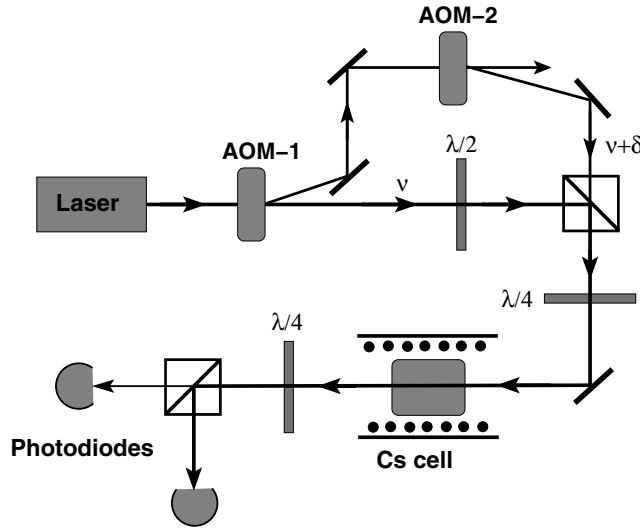 AOM−2
AOM−1
λ/2
ν+δ
Laser
ν
λ/4
λ/4
Photodiodes
Cs cell